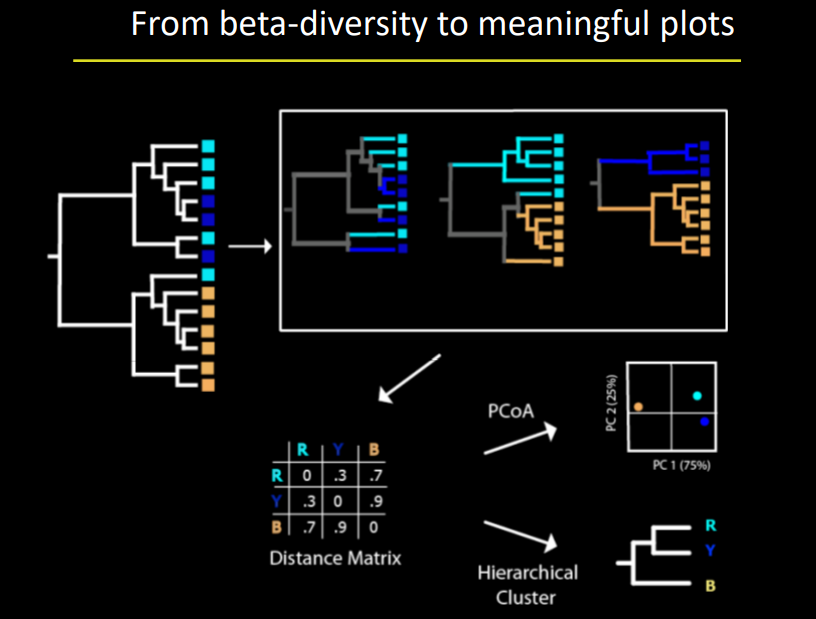 From beta-diversity to meaningful plots
R Y B
R 0 .3 .7
Y .3 0 .9
B .7 .9 0
Distance Matrix
PCoA
PC 2 (25%)
PC 1 (75%)
Hierarchical
Cluster
R
Y
B